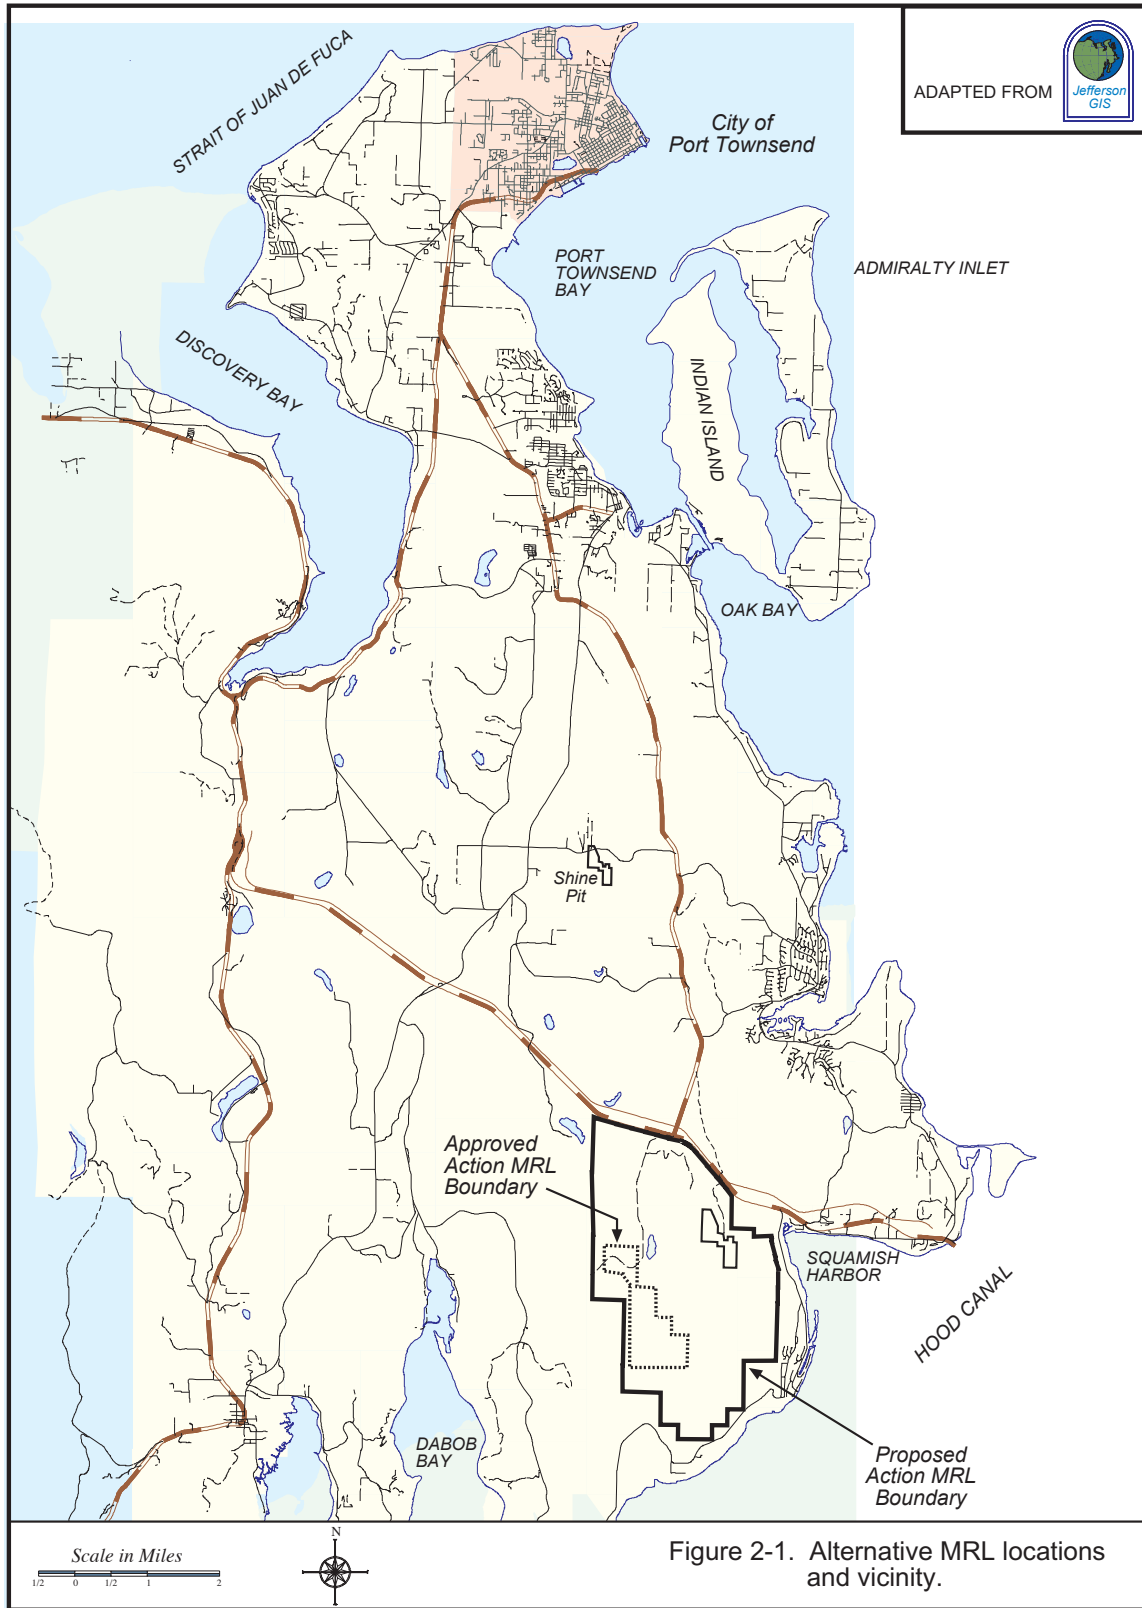 ADAPTED FROM
Jefferson
GIS
STRAIT OF JUAN DE FUCA
City of
Port Townsend
PORT
TOWNSEND
BAY
ADMIRALTY INLET
DISCOVERY BAY
INDIAN ISLAND
OAK BAY
Shine
Pit
Approved
Action MRL
Boundary
SQUAMISH
HARBOR
HOOD CANAL
DABOB
BAY
Proposed
Action MRL
Boundary
Scale in Miles
1/2 0 1/2 1 2
N
Figure 2-1. Alternative MRL locations
and vicinity.